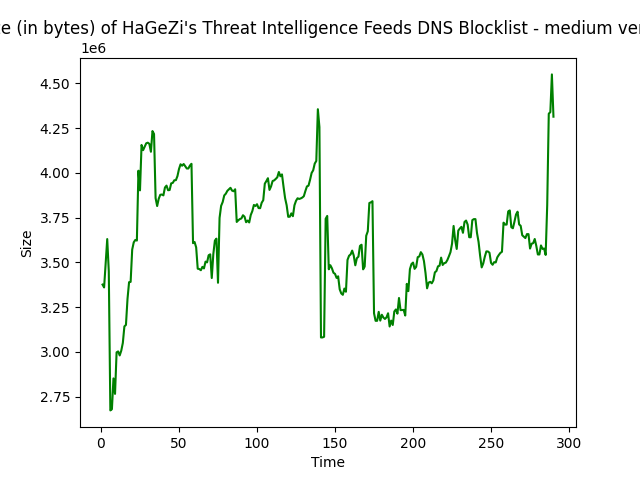 e (in bytes) of HaGeZi's Threat Intelligence Feeds DNS Blocklist - medium ver
1e6
4.50
4.25
4.00
3.75
3.50
3.25
3.00
2.75
Size
0 50 100 150 200 250 300
Time